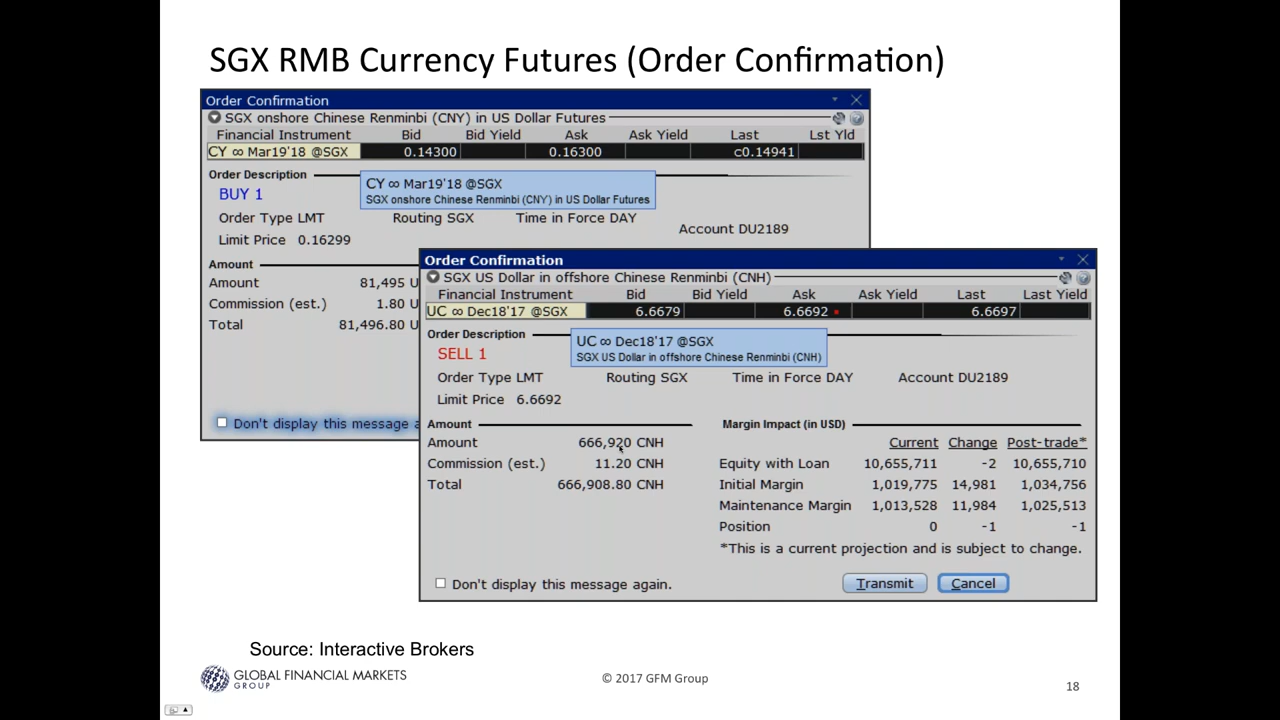 SGX RMB Currency Futures (Order Confirmation)
Order Confirmation
SGX onshore Chinese Renminbi (CNY) in US Dollar Futures
Financial Instrument Bid Bid Yield Ask Ask Yield Last Lst Yld
CY ∞ Mar19'18 @SGX 0.14300 0.16300 c0.14941
Order Description
CY ∞ Mar19'18 @SGX
SGX onshore Chinese Renminbi (CNY) in US Dollar Futures
BUY 1
Order Type LMT Routing SGX Time in Force DAY
Account DU2189
Limit Price 0.16299
Amount
Amount 81,495 U
Commission (est.) 1.80 U
Total 81,496.80 U
Don't display this message a
Order Confirmation
SGX US Dollar in offshore Chinese Renminbi (CNH)
Financial Instrument Bid Bid Yield Ask Ask Yield Last Last Yield
UC ∞ Dec18'17 @SGX 6.6679 6.6692 6.6697
Order Description
UC ∞ Dec18'17 @SGX
SGX US Dollar in offshore Chinese Renminbi (CNH)
SELL 1
Order Type LMT Routing SGX Time in Force DAY Account DU2189
Limit Price 6.6692
Amount Margin Impact (in USD)
Amount 666,920 CNH Current Change Post-trade*
Commission (est.) 11.20 CNH Equity with Loan 10,655,711 -2 10,655,710
Total 666,908.80 CNH Initial Margin 1,019,775 14,981 1,034,756
Maintenance Margin 1,013,528 11,984 1,025,513
Position 0 -1 -1
*This is a current projection and is subject to change.
Don't display this message again. Transmit Cancel
Source: Interactive Brokers
GLOBAL FINANCIAL MARKETS
GROUP
© 2017 GFM Group
18